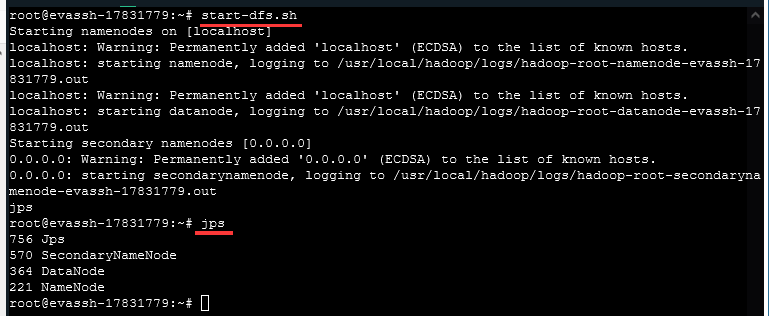 root@evassh-17831779:~# start-dfs.sh
Starting namenodes on [localhost]
localhost: Warning: Permanently added 'localhost' (ECDSA) to the list of known hosts.
localhost: starting namenode, logging to /usr/local/hadoop/logs/hadoop-root-namenode-evassh-17
831779.out
localhost: Warning: Permanently added 'localhost' (ECDSA) to the list of known hosts.
localhost: starting datanode, logging to /usr/local/hadoop/logs/hadoop-root-datanode-evassh-17
831779.out
Starting secondary namenodes [0.0.0.0]
0.0.0.0: Warning: Permanently added '0.0.0.0' (ECDSA) to the list of known hosts.
0.0.0.0: starting secondarynamenode, logging to /usr/local/hadoop/logs/hadoop-root-secondaryna
menode-evassh-17831779.out
jps
root@evassh-17831779:~# jps
756 Jps
570 SecondaryNameNode
364 DataNode
221 NameNode
root@evassh-17831779:~#